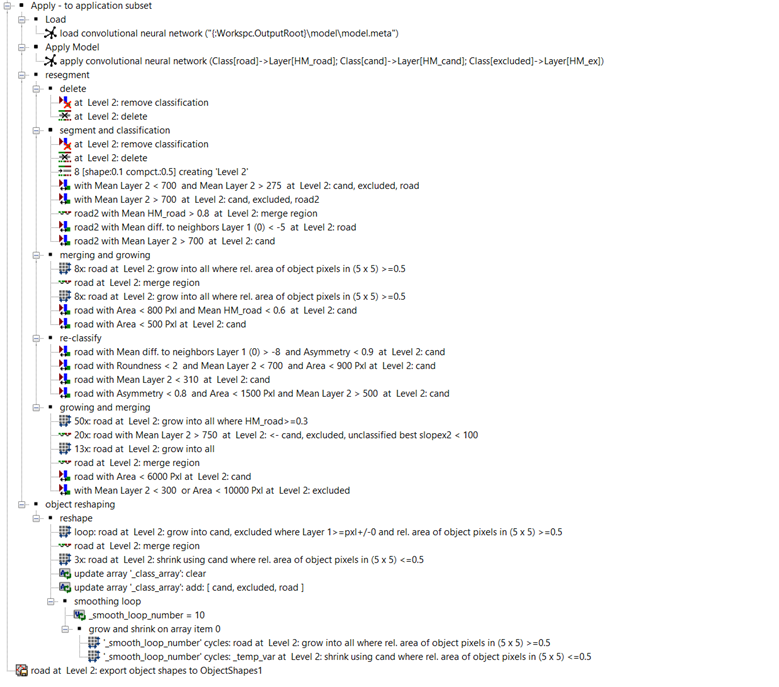 Apply - to application subset
Load
load convolutional neural network ("{:Workspc.OutputRoot}\model\model.meta")
Apply Model
apply convolutional neural network (Class[road]->Layer[HM_road]; Class[cand]->Layer[HM_cand]; Class[excluded]->Layer[HM_ex])
resegment
delete
at Level 2: remove classification
at Level 2: delete
segment and classification
at Level 2: remove classification
at Level 2: delete
8 [shape:0.1 compct.:0.5] creating 'Level 2'
with Mean Layer 2 < 700 and Mean Layer 2 > 275 at Level 2: cand, excluded, road
with Mean Layer 2 > 700 at Level 2: cand, excluded, road2
road2 with Mean HM_road > 0.8 at Level 2: merge region
road2 with Mean diff. to neighbors Layer 1 (0) < -5 at Level 2: road
road2 with Mean Layer 2 > 700 at Level 2: cand
merging and growing
8x: road at Level 2: grow into all where rel. area of object pixels in (5 x 5) >=0.5
road at Level 2: merge region
8x: road at Level 2: grow into all where rel. area of object pixels in (5 x 5) >=0.5
road with Area < 800 Pxl and Mean HM_road < 0.6 at Level 2: cand
road with Area < 500 Pxl at Level 2: cand
re-classify
road with Mean diff. to neighbors Layer 1 (0) > -8 and Asymmetry < 0.9 at Level 2: cand
road with Roundness < 2 and Mean Layer 2 < 700 and Area < 900 Pxl at Level 2: cand
road with Mean Layer 2 < 310 at Level 2: cand
road with Asymmetry < 0.8 and Area < 1500 Pxl and Mean Layer 2 > 500 at Level 2: cand
growing and merging
50x: road at Level 2: grow into all where HM_road>=0.3
20x: road with Mean Layer 2 > 750 at Level 2: <- cand, excluded, unclassified best slopex2 < 100
13x: road at Level 2: grow into all
road at Level 2: merge region
road with Area < 6000 Pxl at Level 2: cand
with Mean Layer 2 < 300 or Area < 10000 Pxl at Level 2: excluded
object reshaping
reshape
loop: road at Level 2: grow into cand, excluded where Layer 1>=pxl+/-0 and rel. area of object pixels in (5 x 5) >=0.5
road at Level 2: merge region
3x: road at Level 2: shrink using cand where rel. area of object pixels in (5 x 5) <=0.5
update array '_class_array': clear
update array '_class_array': add: [ cand, excluded, road ]
smoothing loop
_smooth_loop_number = 10
grow and shrink on array item 0
'_smooth_loop_number' cycles: road at Level 2: grow into all where rel. area of object pixels in (5 x 5) >=0.5
'_smooth_loop_number' cycles: _temp_var at Level 2: shrink using cand where rel. area of object pixels in (5 x 5) <=0.5
road at Level 2: export object shapes to ObjectShapes1